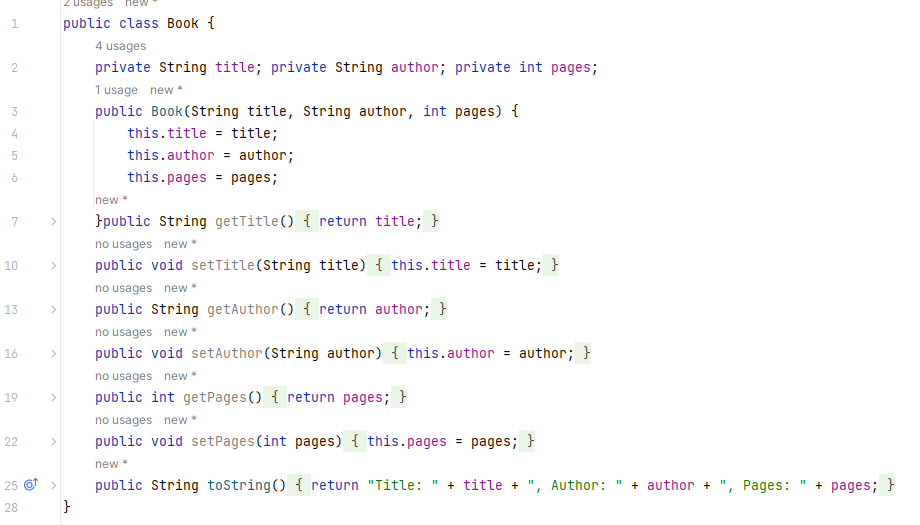 2 usages new *
1 public class Book {
4 usages
2 private String title; private String author; private int pages;
1 usage new *
3 public Book(String title, String author, int pages) {
4 this.title = title;
5 this.author = author;
6 this.pages = pages;
new *
7 }public String getTitle() { return title; }
no usages new *
10 public void setTitle(String title) { this.title = title; }
no usages new *
13 public String getAuthor() { return author; }
no usages new *
16 public void setAuthor(String author) { this.author = author; }
no usages new *
19 public int getPages() { return pages; }
no usages new *
22 public void setPages(int pages) { this.pages = pages; }
new *
25 public String toString() { return "Title: " + title + ", Author: " + author + ", Pages: " + pages; }
28 }